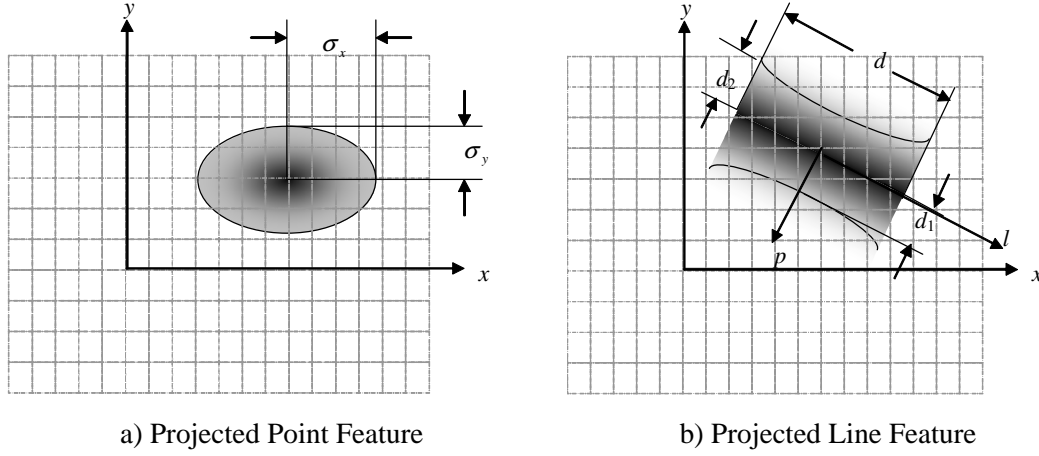 y
σx
σy
x
a) Projected Point Feature
y
d
d2
d1
l
p
x
b) Projected Line Feature